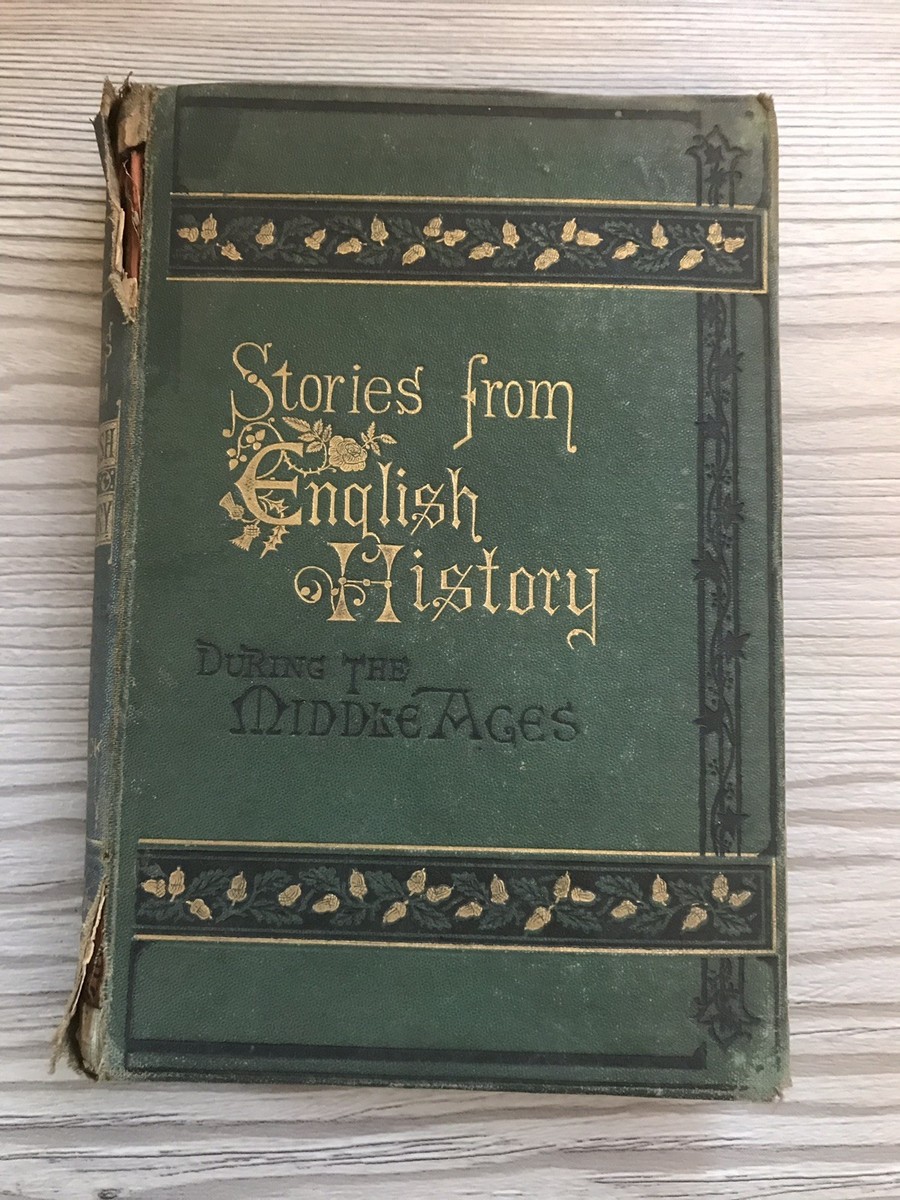 Stories from
English
History
DURING THE
MIDDLE AGES